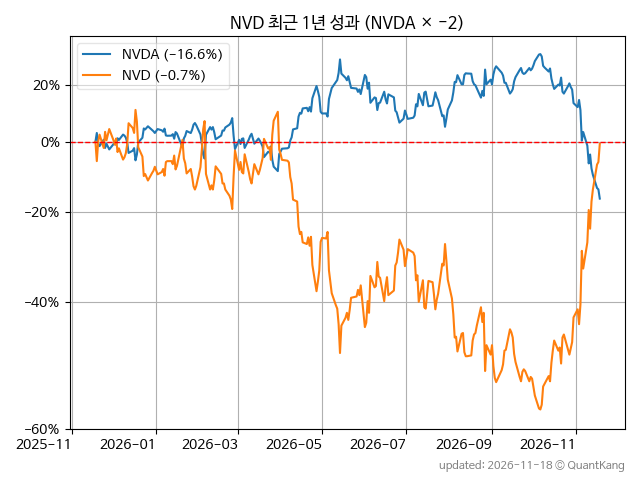 NVD 최근 1년 성과 (NVDA × −2)
NVDA (−16.6%)
NVD (−0.7%)
20%
0%
−20%
−40%
−60%
2025-11 2026-01 2026-03 2026-05 2026-07 2026-09 2026-11
updated: 2026-11-18 © QuantKang